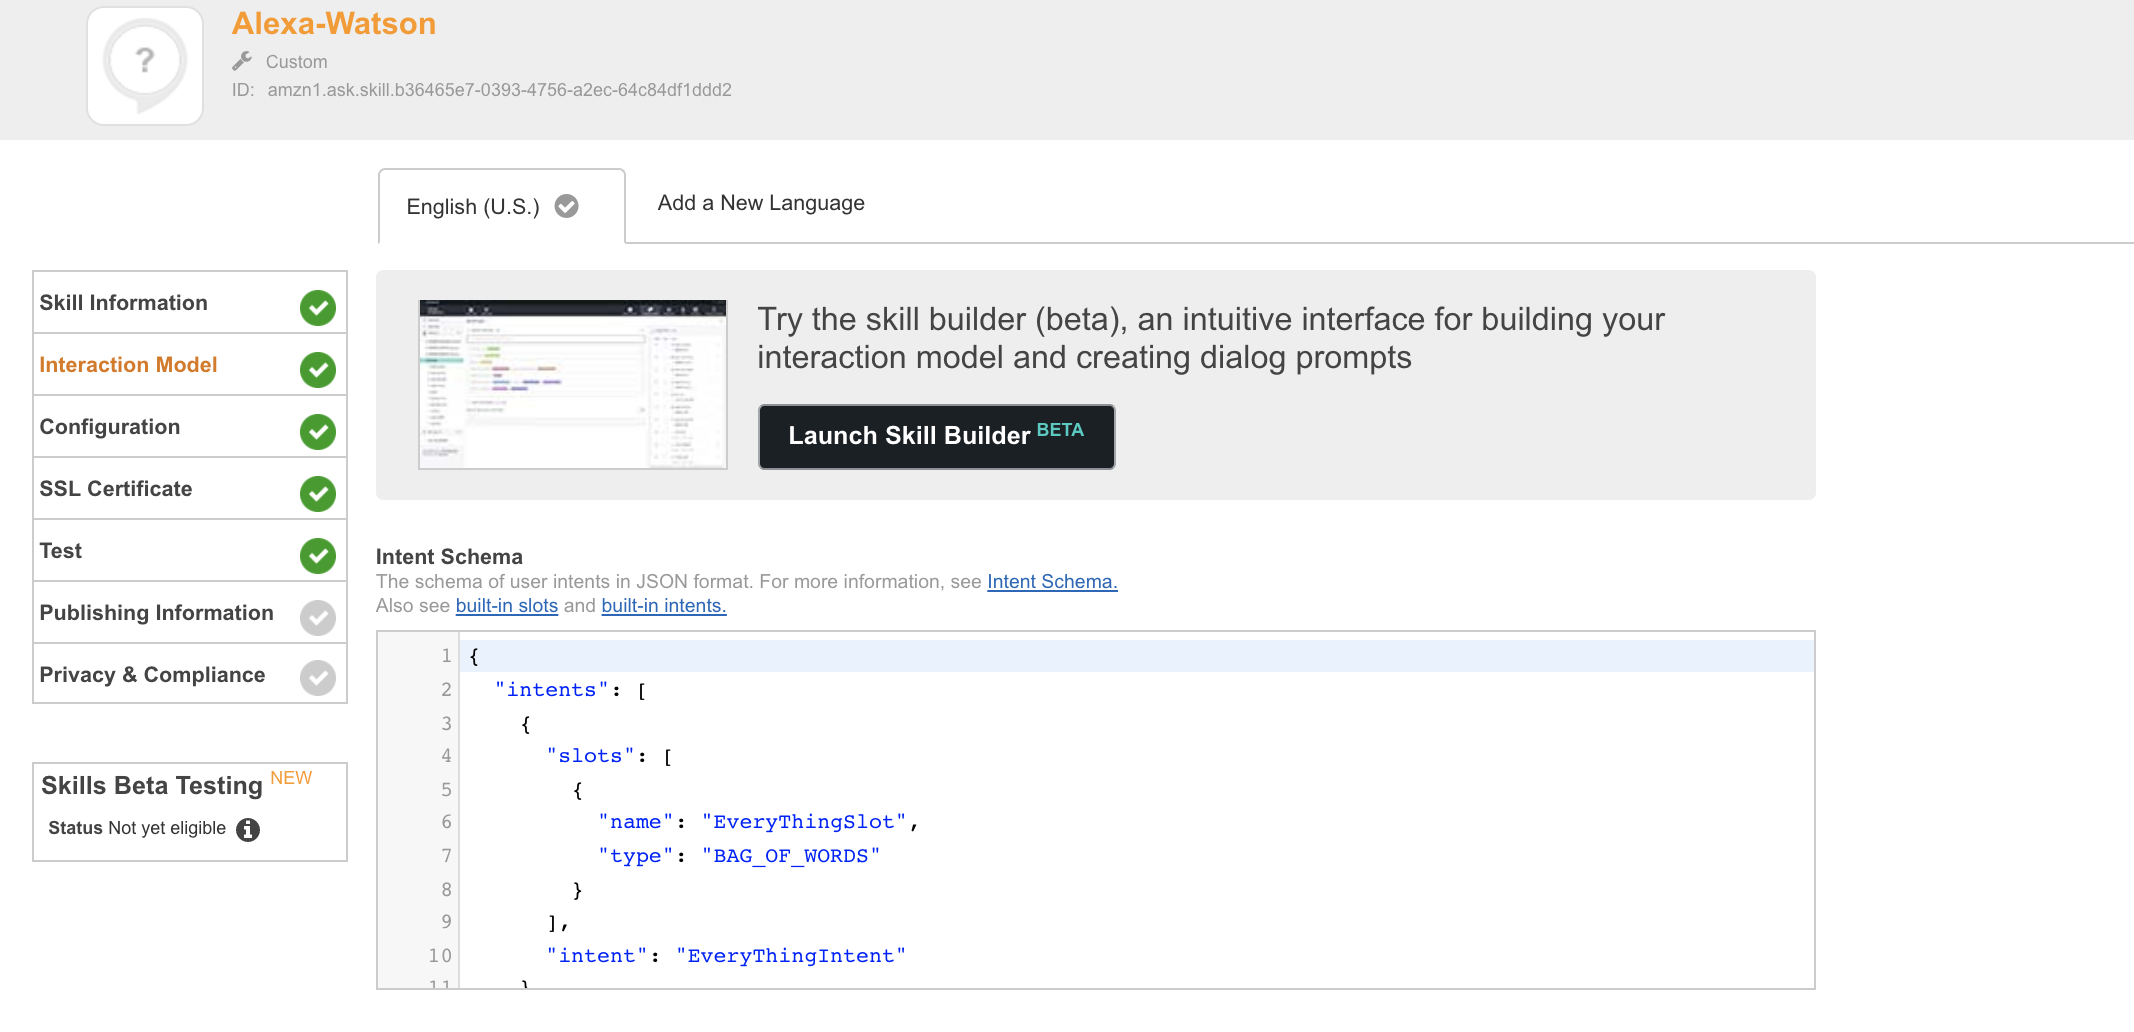 Alexa-Watson
Custom
ID: amzn1.ask.skill.b36465e7-0393-4756-a2ec-64c84df1ddd2
English (U.S.)
Add a New Language
Skill Information
Interaction Model
Configuration
SSL Certificate
Test
Publishing Information
Privacy & Compliance
Skills Beta Testing NEW
Status Not yet eligible
Try the skill builder (beta), an intuitive interface for building your
interaction model and creating dialog prompts
Launch Skill Builder BETA
Intent Schema
The schema of user intents in JSON format. For more information, see Intent Schema.
Also see built-in slots and built-in intents.
1 {
2   "intents": [
3     {
4       "slots": [
5         {
6           "name": "EveryThingSlot",
7           "type": "BAG_OF_WORDS"
8         }
9       ],
10       "intent": "EveryThingIntent"
11     }